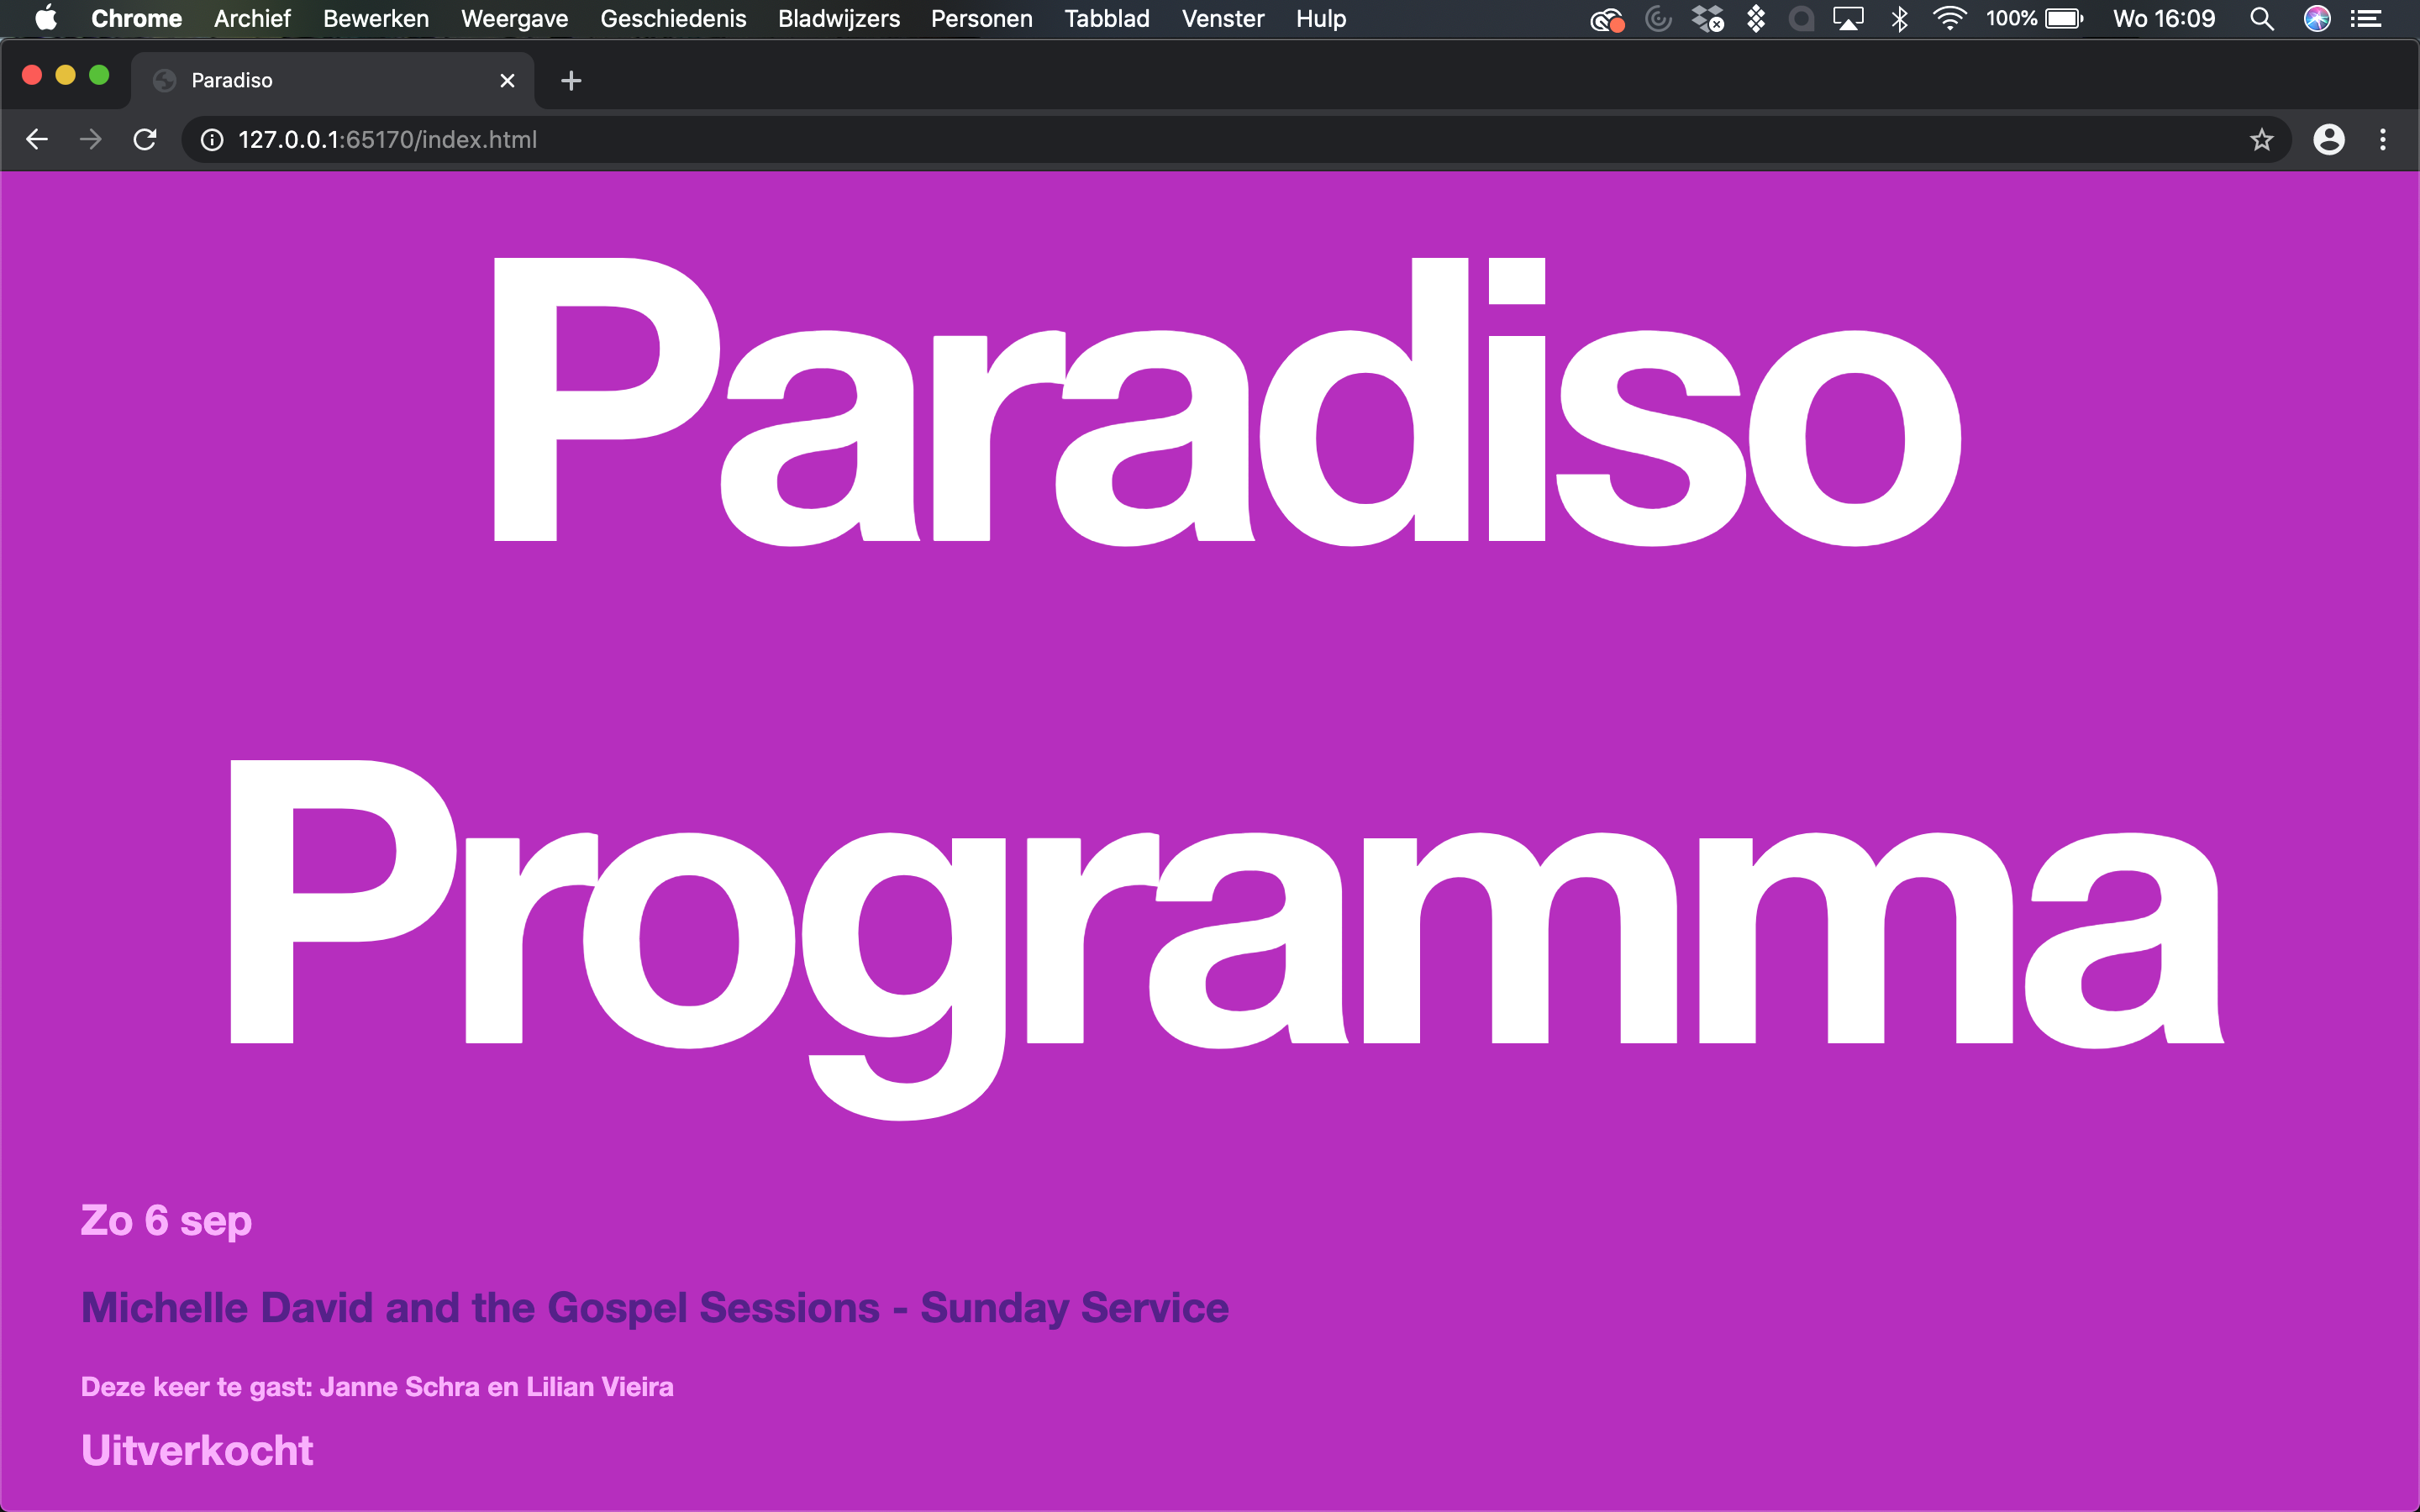 Chrome Archief Bewerken Weergave Geschiedenis Bladwijzers Personen Tabblad Venster Hulp 100% Wo 16:09
Paradiso
127.0.0.1:65170/index.html
Paradiso
Programma
Zo 6 sep
Michelle David and the Gospel Sessions - Sunday Service
Deze keer te gast: Janne Schra en Lilian Vieira
Uitverkocht